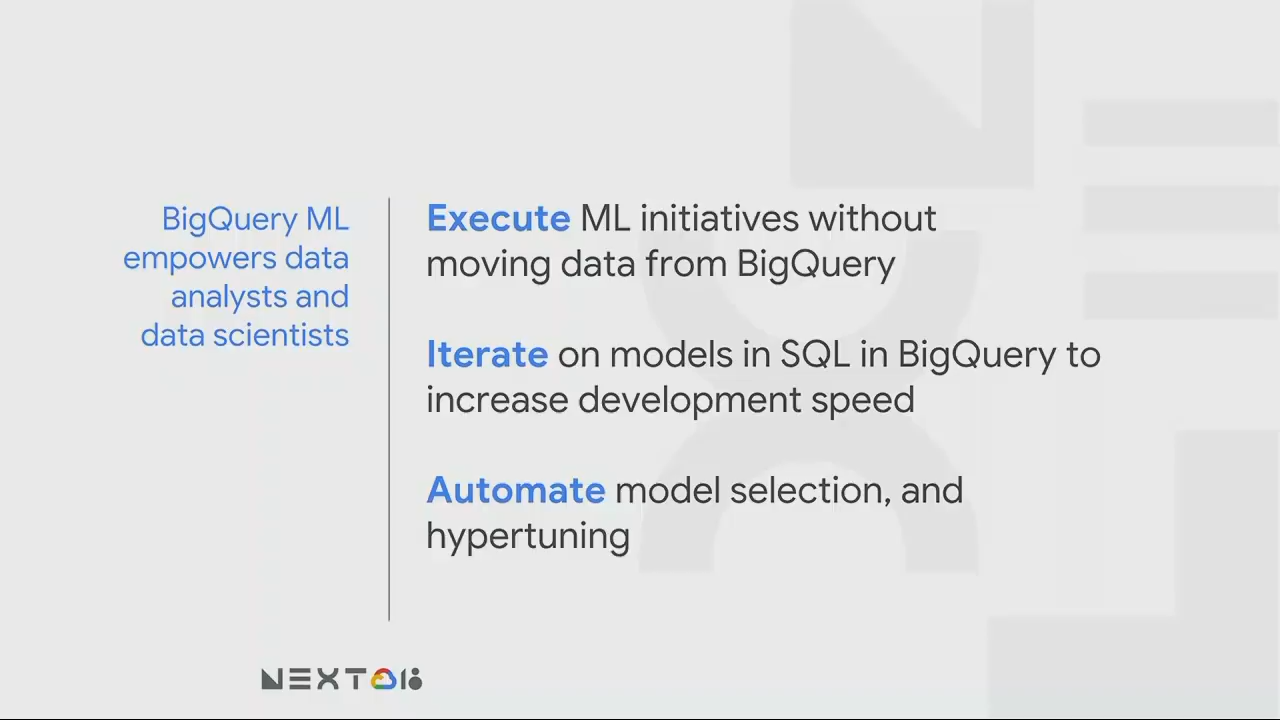 BigQuery ML
empowers data
analysts and
data scientists
Execute ML initiatives without
moving data from BigQuery
Iterate on models in SQL in BigQuery to
increase development speed
Automate model selection, and
hypertuning
NEXT 18